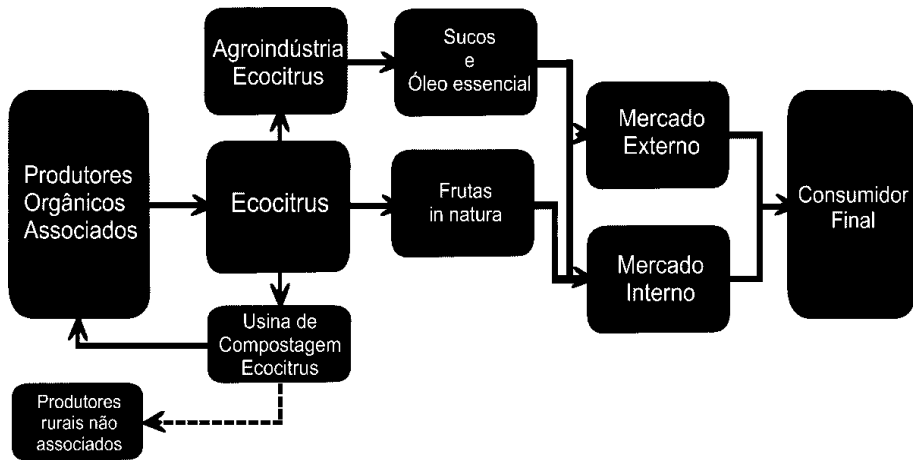 Agroindústria
Ecocitrus
Sucos
e
Óleo essencial
Produtores
Orgânicos
Associados
Ecocitrus
Frutas
in natura
Mercado
Externo
Mercado
Interno
Consumidor
Final
Usina de
Compostagem
Ecocitrus
Produtores
rurais não
associados